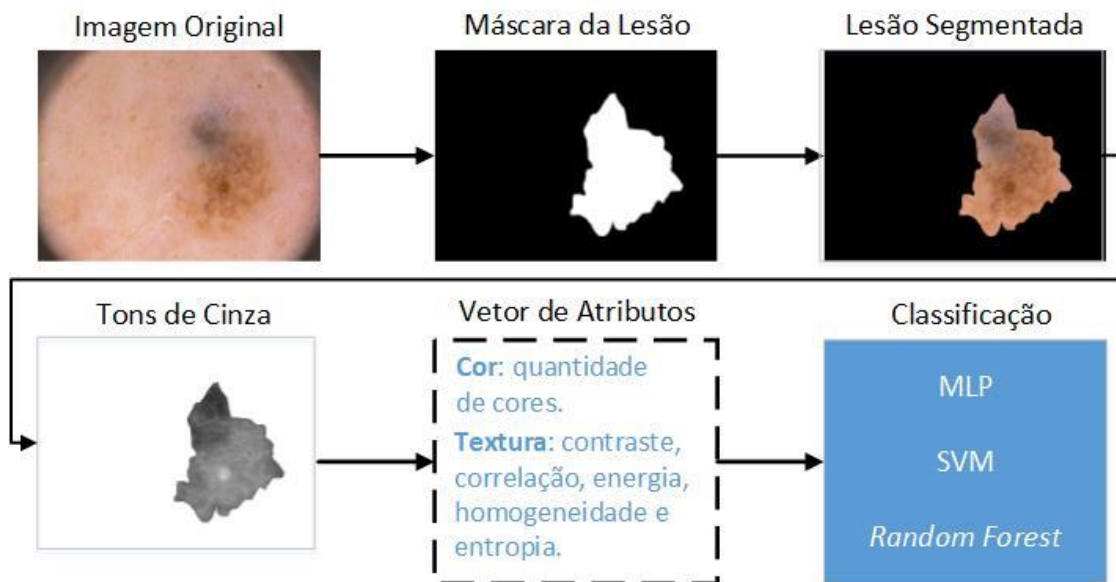 Imagem Original
Máscara da Lesão
Lesão Segmentada
Tons de Cinza
Vetor de Atributos
Cor: quantidade
de cores.
Textura: contraste,
correlação, energia,
homogeneidade e
entropia.
Classificação
MLP
SVM
Random Forest